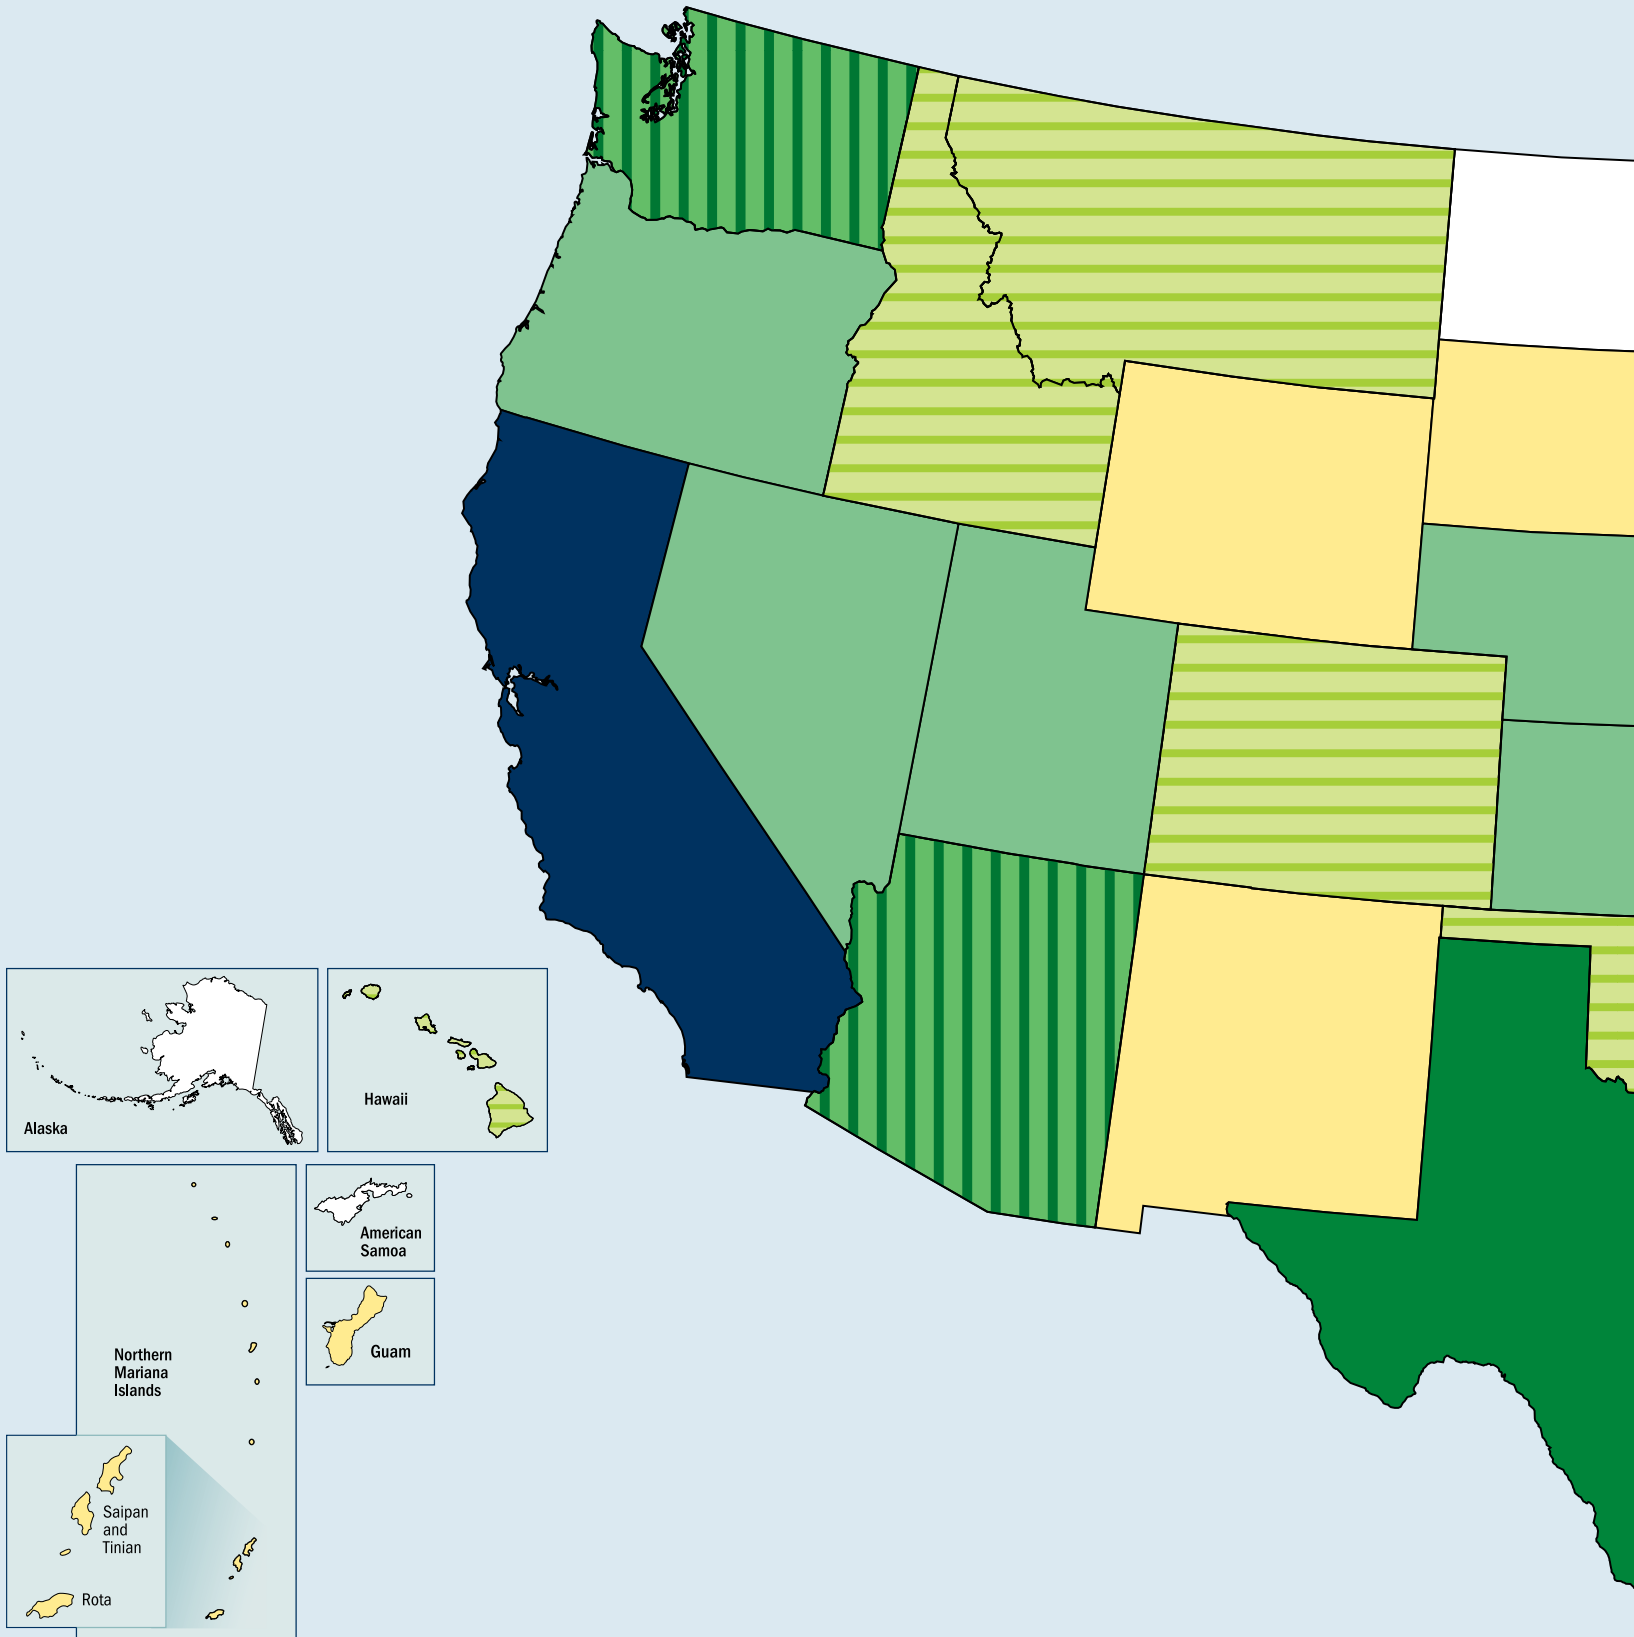 Alaska
Hawaii
American
Samoa
Guam
Northern
Mariana
Islands
Saipan
and
Tinian
Rota